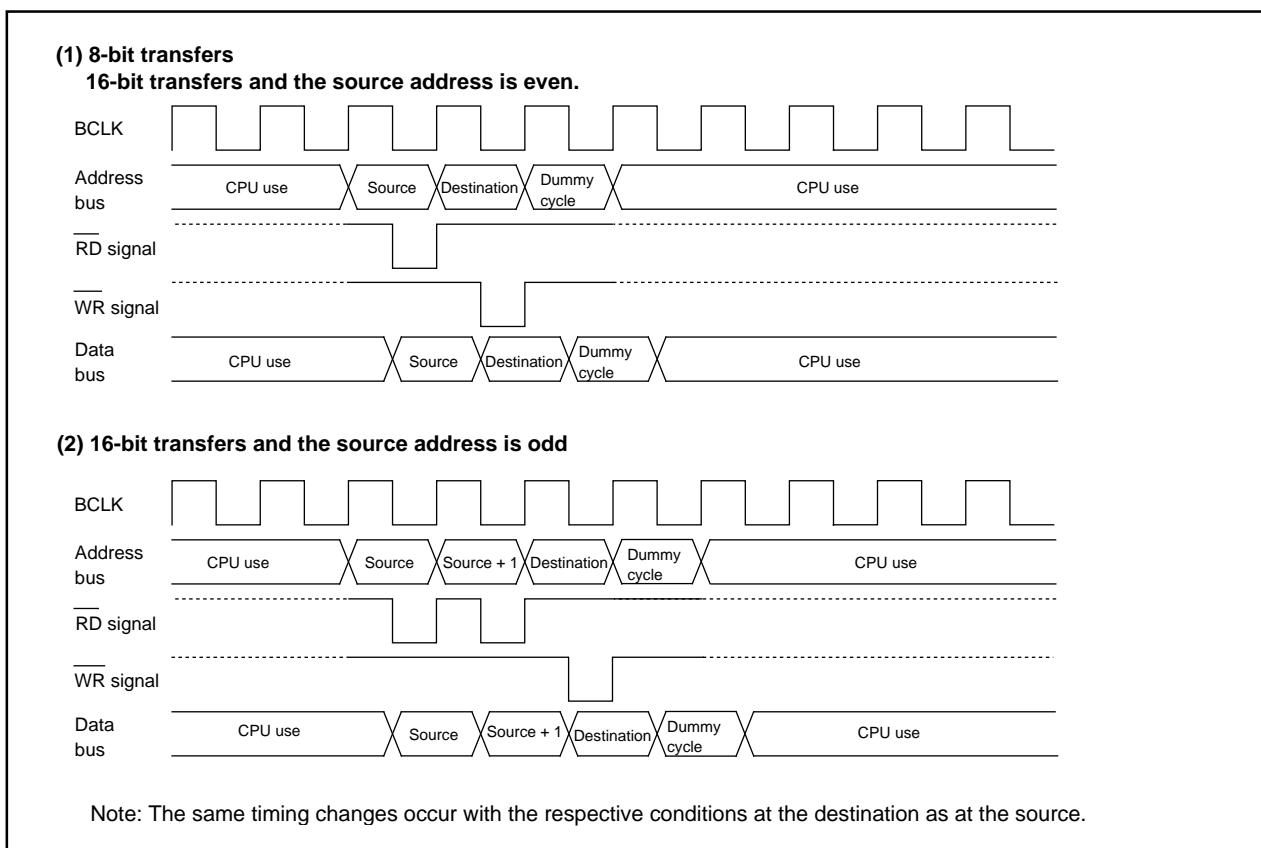 (1) 8-bit transfers
16-bit transfers and the source address is even.
BCLK
Address
bus
CPU use
Source
Destination
Dummy
cycle
CPU use
RD signal
WR signal
Data
bus
CPU use
Source
Destination
Dummy
cycle
CPU use
(2) 16-bit transfers and the source address is odd
BCLK
Address
bus
CPU use
Source
Source + 1
Destination
Dummy
cycle
CPU use
RD signal
WR signal
Data
bus
CPU use
Source
Source + 1
Destination
Dummy
cycle
CPU use
Note: The same timing changes occur with the respective conditions at the destination as at the source.